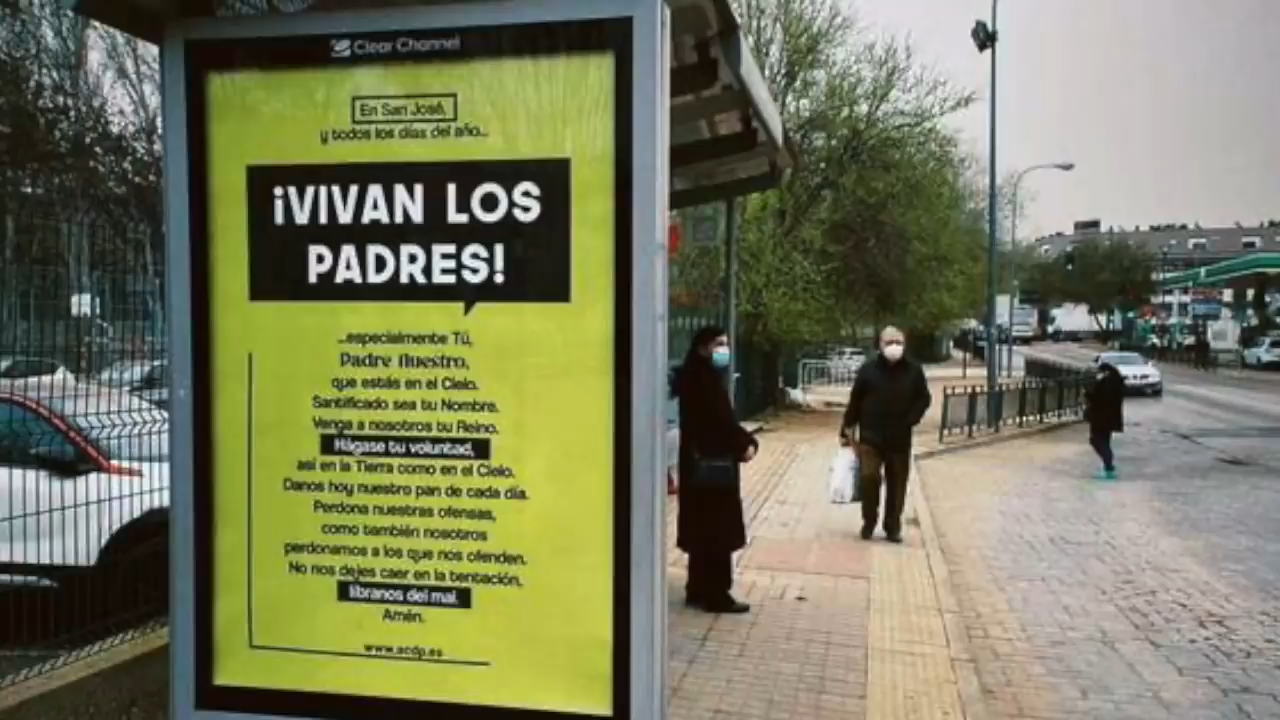 Clear Channel
En San José,
y todos los días del año...
¡VIVAN LOS
PADRES!
...especialmente Tú,
Padre nuestro,
que estás en el Cielo.
Santificado sea tu Nombre.
Venga a nosotros tu Reino.
Hágase tu voluntad,
así en la Tierra como en el Cielo.
Danos hoy nuestro pan de cada día.
Perdona nuestras ofensas,
como también nosotros
perdonamos a los que nos ofenden.
No nos dejes caer en la tentación,
líbranos del mal.
Amén.
www.acdp.es